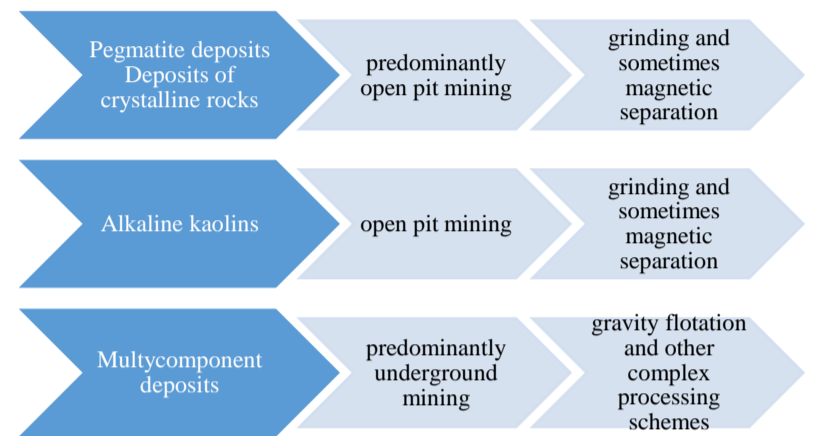 Pegmatite deposits
Deposits of
crystalline rocks
predominantly
open pit mining
grinding and
sometimes
magnetic
separation
Alkaline kaolins
open pit mining
grinding and
sometimes
magnetic
separation
Multycomponent
deposits
predominantly
underground
mining
gravity flotation
and other
complex
processing
schemes